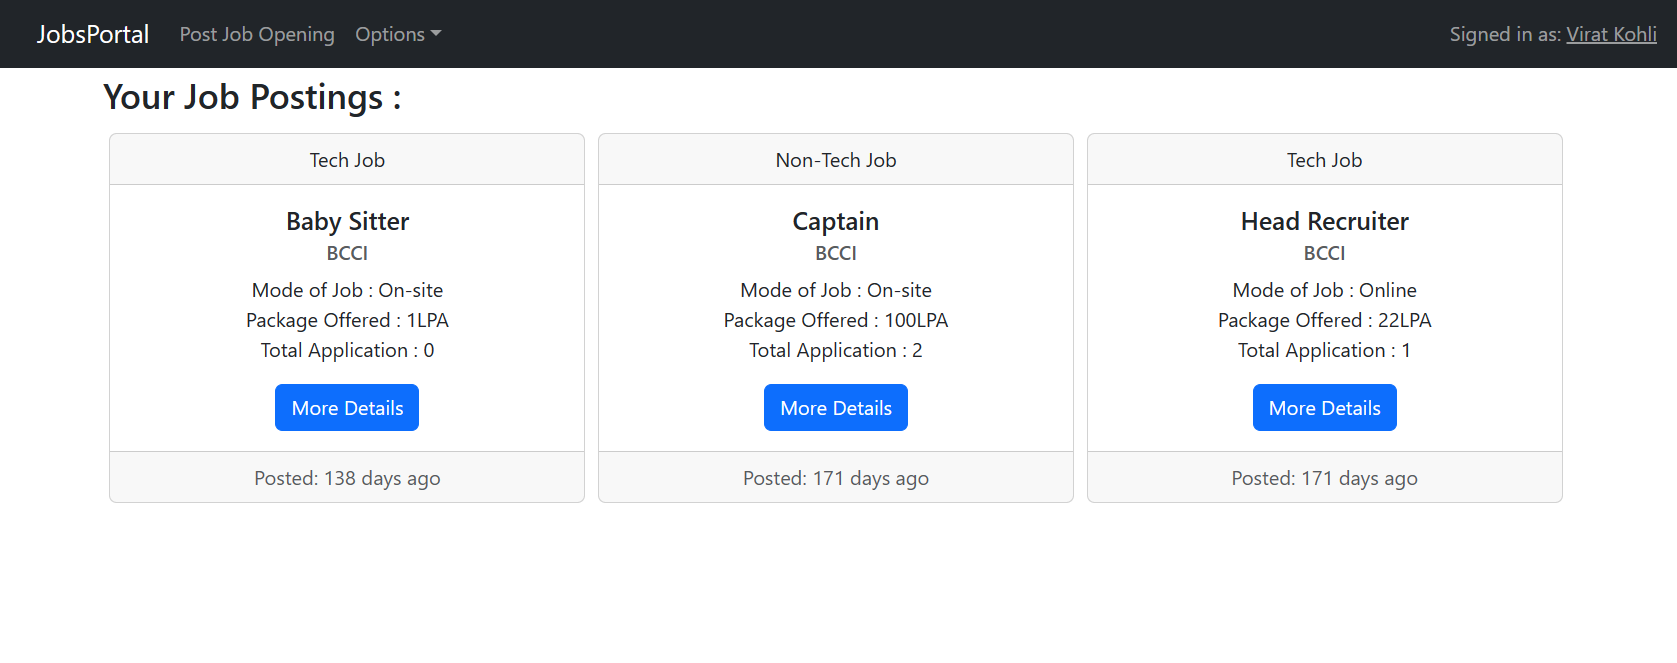 JobsPortal Post Job Opening Options Signed in as: Virat Kohli
Your Job Postings :
Tech Job
Baby Sitter
BCCI
Mode of Job : On-site
Package Offered : 1LPA
Total Application : 0
More Details
Posted: 138 days ago
Non-Tech Job
Captain
BCCI
Mode of Job : On-site
Package Offered : 100LPA
Total Application : 2
More Details
Posted: 171 days ago
Tech Job
Head Recruiter
BCCI
Mode of Job : Online
Package Offered : 22LPA
Total Application : 1
More Details
Posted: 171 days ago